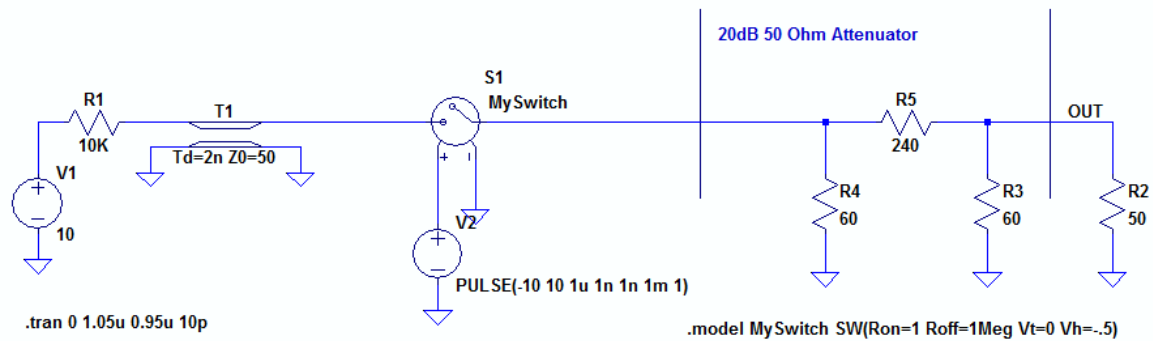 20dB 50 Ohm Attenuator
S1
MySwitch
R1
10K
T1
Td=2n Z0=50
R5
240
OUT
V1
10
R4
60
R3
60
R2
50
V2
PULSE(-10 10 1u 1n 1n 1m 1)
.tran 0 1.05u 0.95u 10p
.model MySwitch SW(Ron=1 Roff=1Meg Vt=0 Vh=-.5)